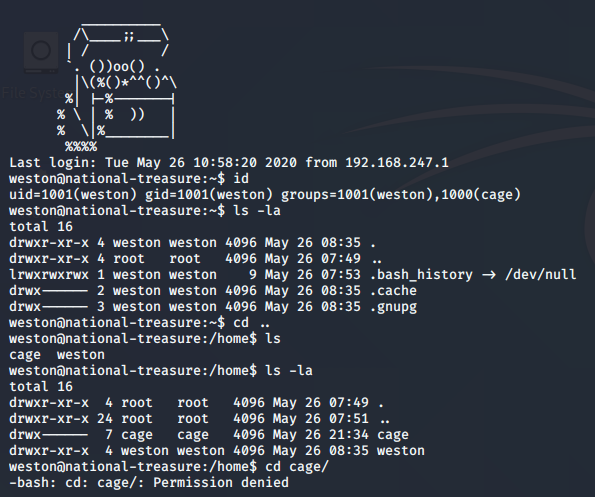 __________
        /\____;;___\
       | /         /
       `. ())oo() .
        |\(%()*^^()^\
       %| |-%-------|
      % \ | %  ))   |
      %  \|%________|
       %%%%
Last login: Tue May 26 10:58:20 2020 from 192.168.247.1
weston@national-treasure:~$ id
uid=1001(weston) gid=1001(weston) groups=1001(weston),1000(cage)
weston@national-treasure:~$ ls -la
total 16
drwxr-xr-x 4 weston weston 4096 May 26 08:35 .
drwxr-xr-x 4 root   root   4096 May 26 07:49 ..
lrwxrwxrwx 1 weston weston    9 May 26 07:53 .bash_history -> /dev/null
drwx------ 2 weston weston 4096 May 26 08:35 .cache
drwx------ 3 weston weston 4096 May 26 08:35 .gnupg
weston@national-treasure:~$ cd ..
weston@national-treasure:/home$ ls
cage  weston
weston@national-treasure:/home$ ls -la
total 16
drwxr-xr-x  4 root   root   4096 May 26 07:49 .
drwxr-xr-x 24 root   root   4096 May 26 07:51 ..
drwx------  7 cage   cage   4096 May 26 21:34 cage
drwxr-xr-x  4 weston weston 4096 May 26 08:35 weston
weston@national-treasure:/home$ cd cage/
-bash: cd: cage/: Permission denied